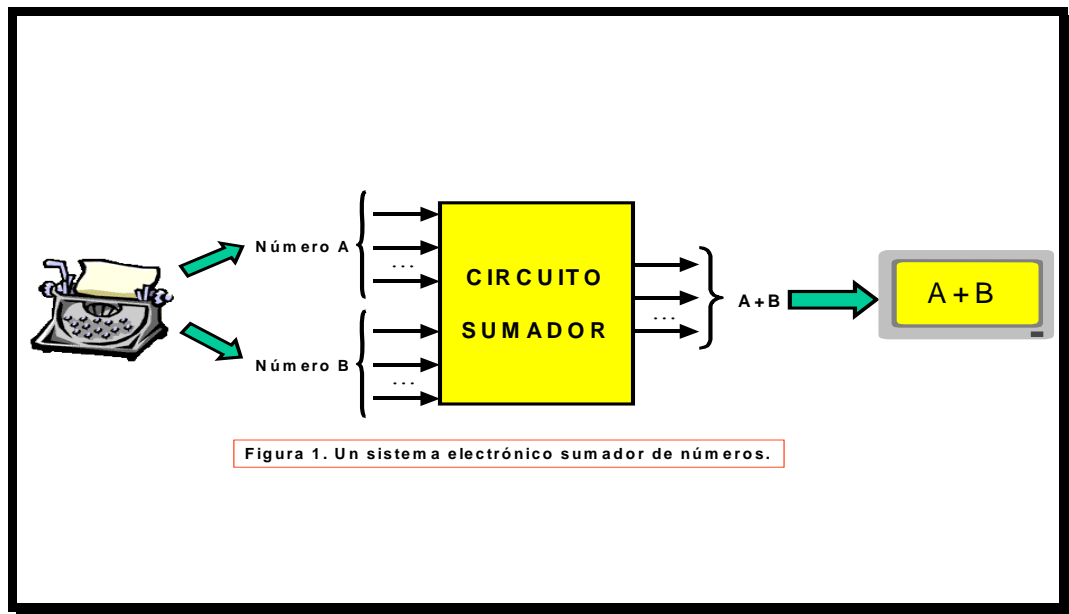 Número A
...
CIRCUITO
SUMADOR
...
A+B
A+B
Número B
...
Figura 1. Un sistema electrónico sumador de números.